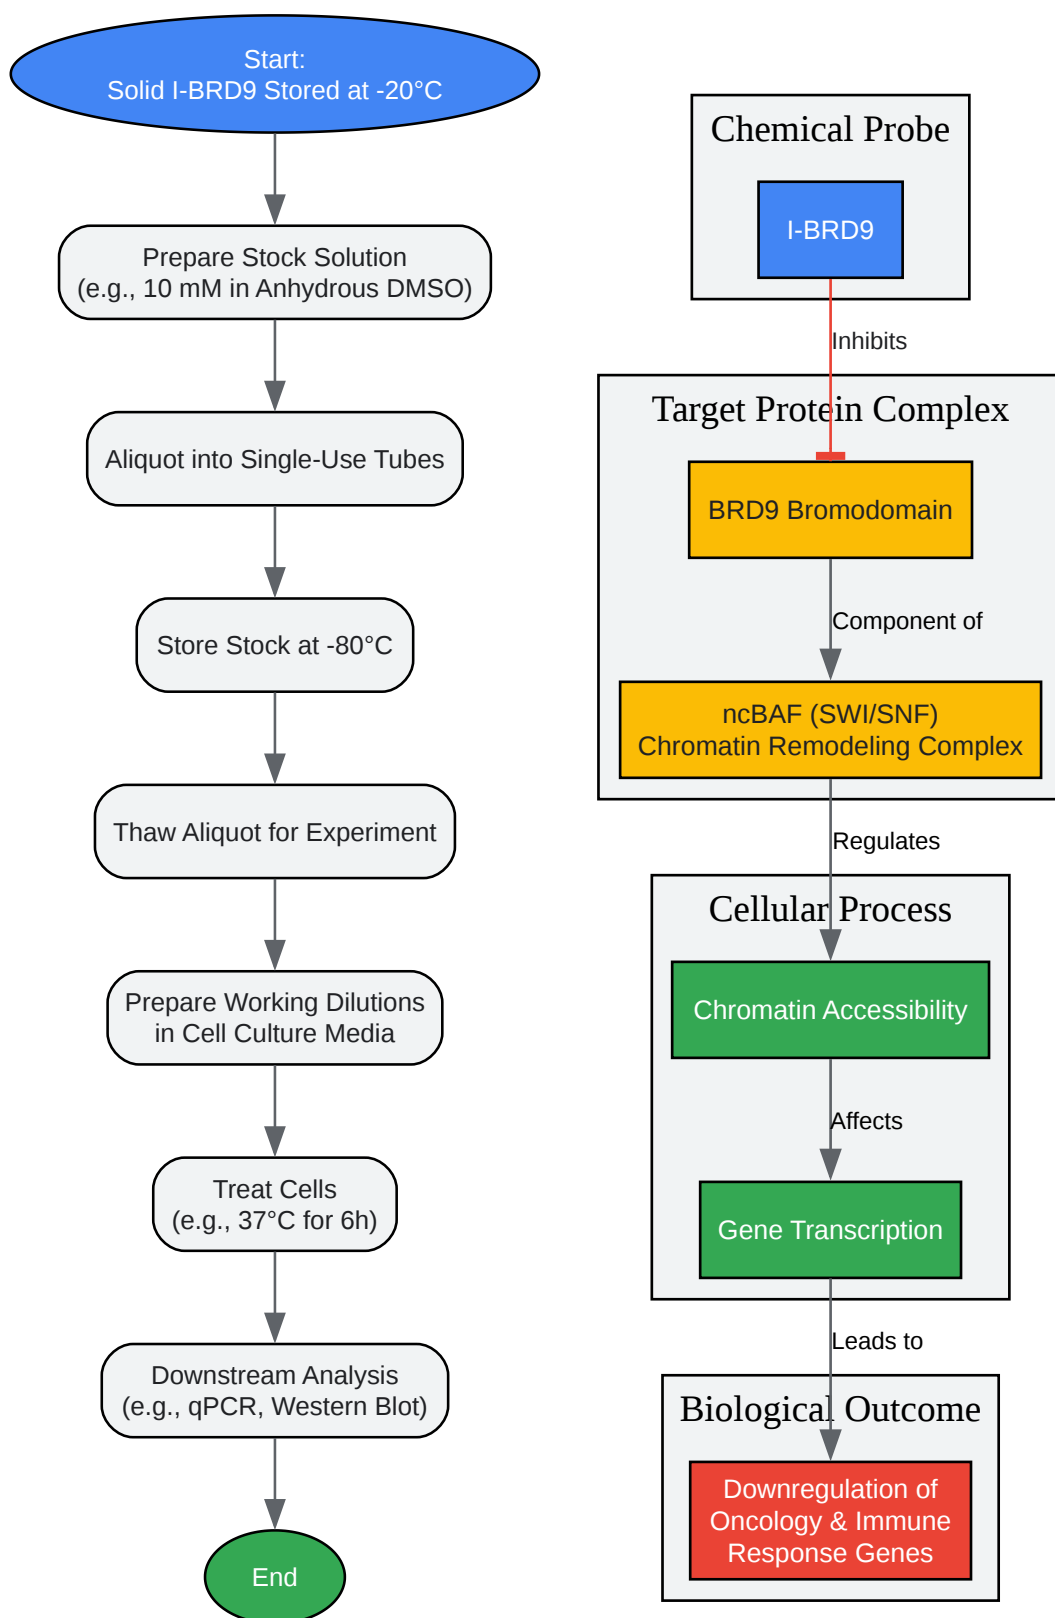 Start:
Solid I-BRD9 Stored at -20°C
Prepare Stock Solution
(e.g., 10 mM in Anhydrous DMSO)
Aliquot into Single-Use Tubes
Store Stock at -80°C
Thaw Aliquot for Experiment
Prepare Working Dilutions
in Cell Culture Media
Treat Cells
(e.g., 37°C for 6h)
Downstream Analysis
(e.g., qPCR, Western Blot)
End
Chemical Probe
I-BRD9
Inhibits
Target Protein Complex
BRD9 Bromodomain
Component of
ncBAF (SWI/SNF)
Chromatin Remodeling Complex
Regulates
Cellular Process
Chromatin Accessibility
Affects
Gene Transcription
Leads to
Biological Outcome
Downregulation of
Oncology & Immune
Response Genes